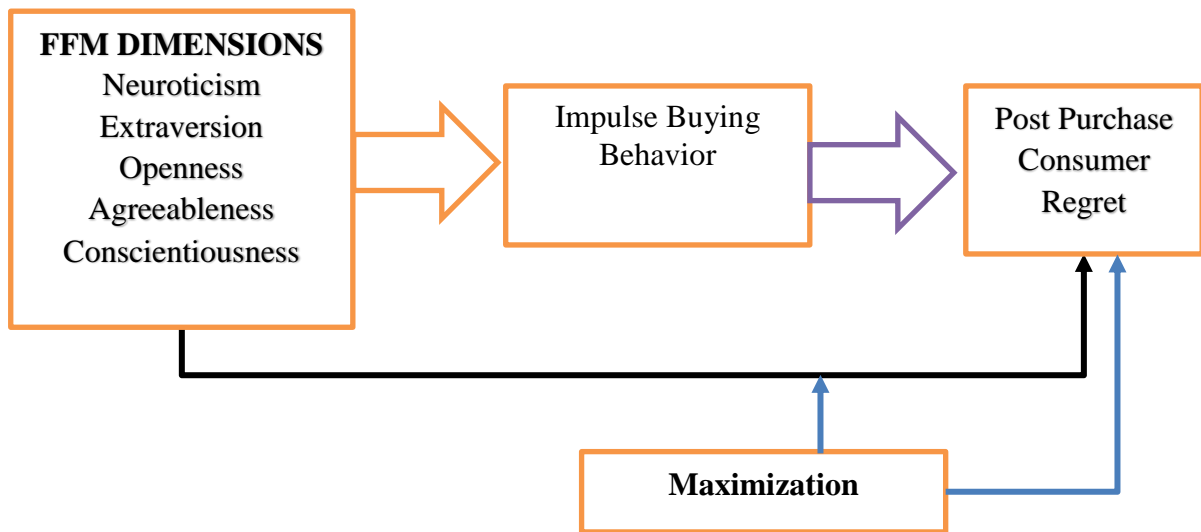 FFM DIMENSIONS
Neuroticism
Extraversion
Openness
Agreeableness
Conscientiousness
Impulse Buying
Behavior
Post Purchase
Consumer
Regret
Maximization